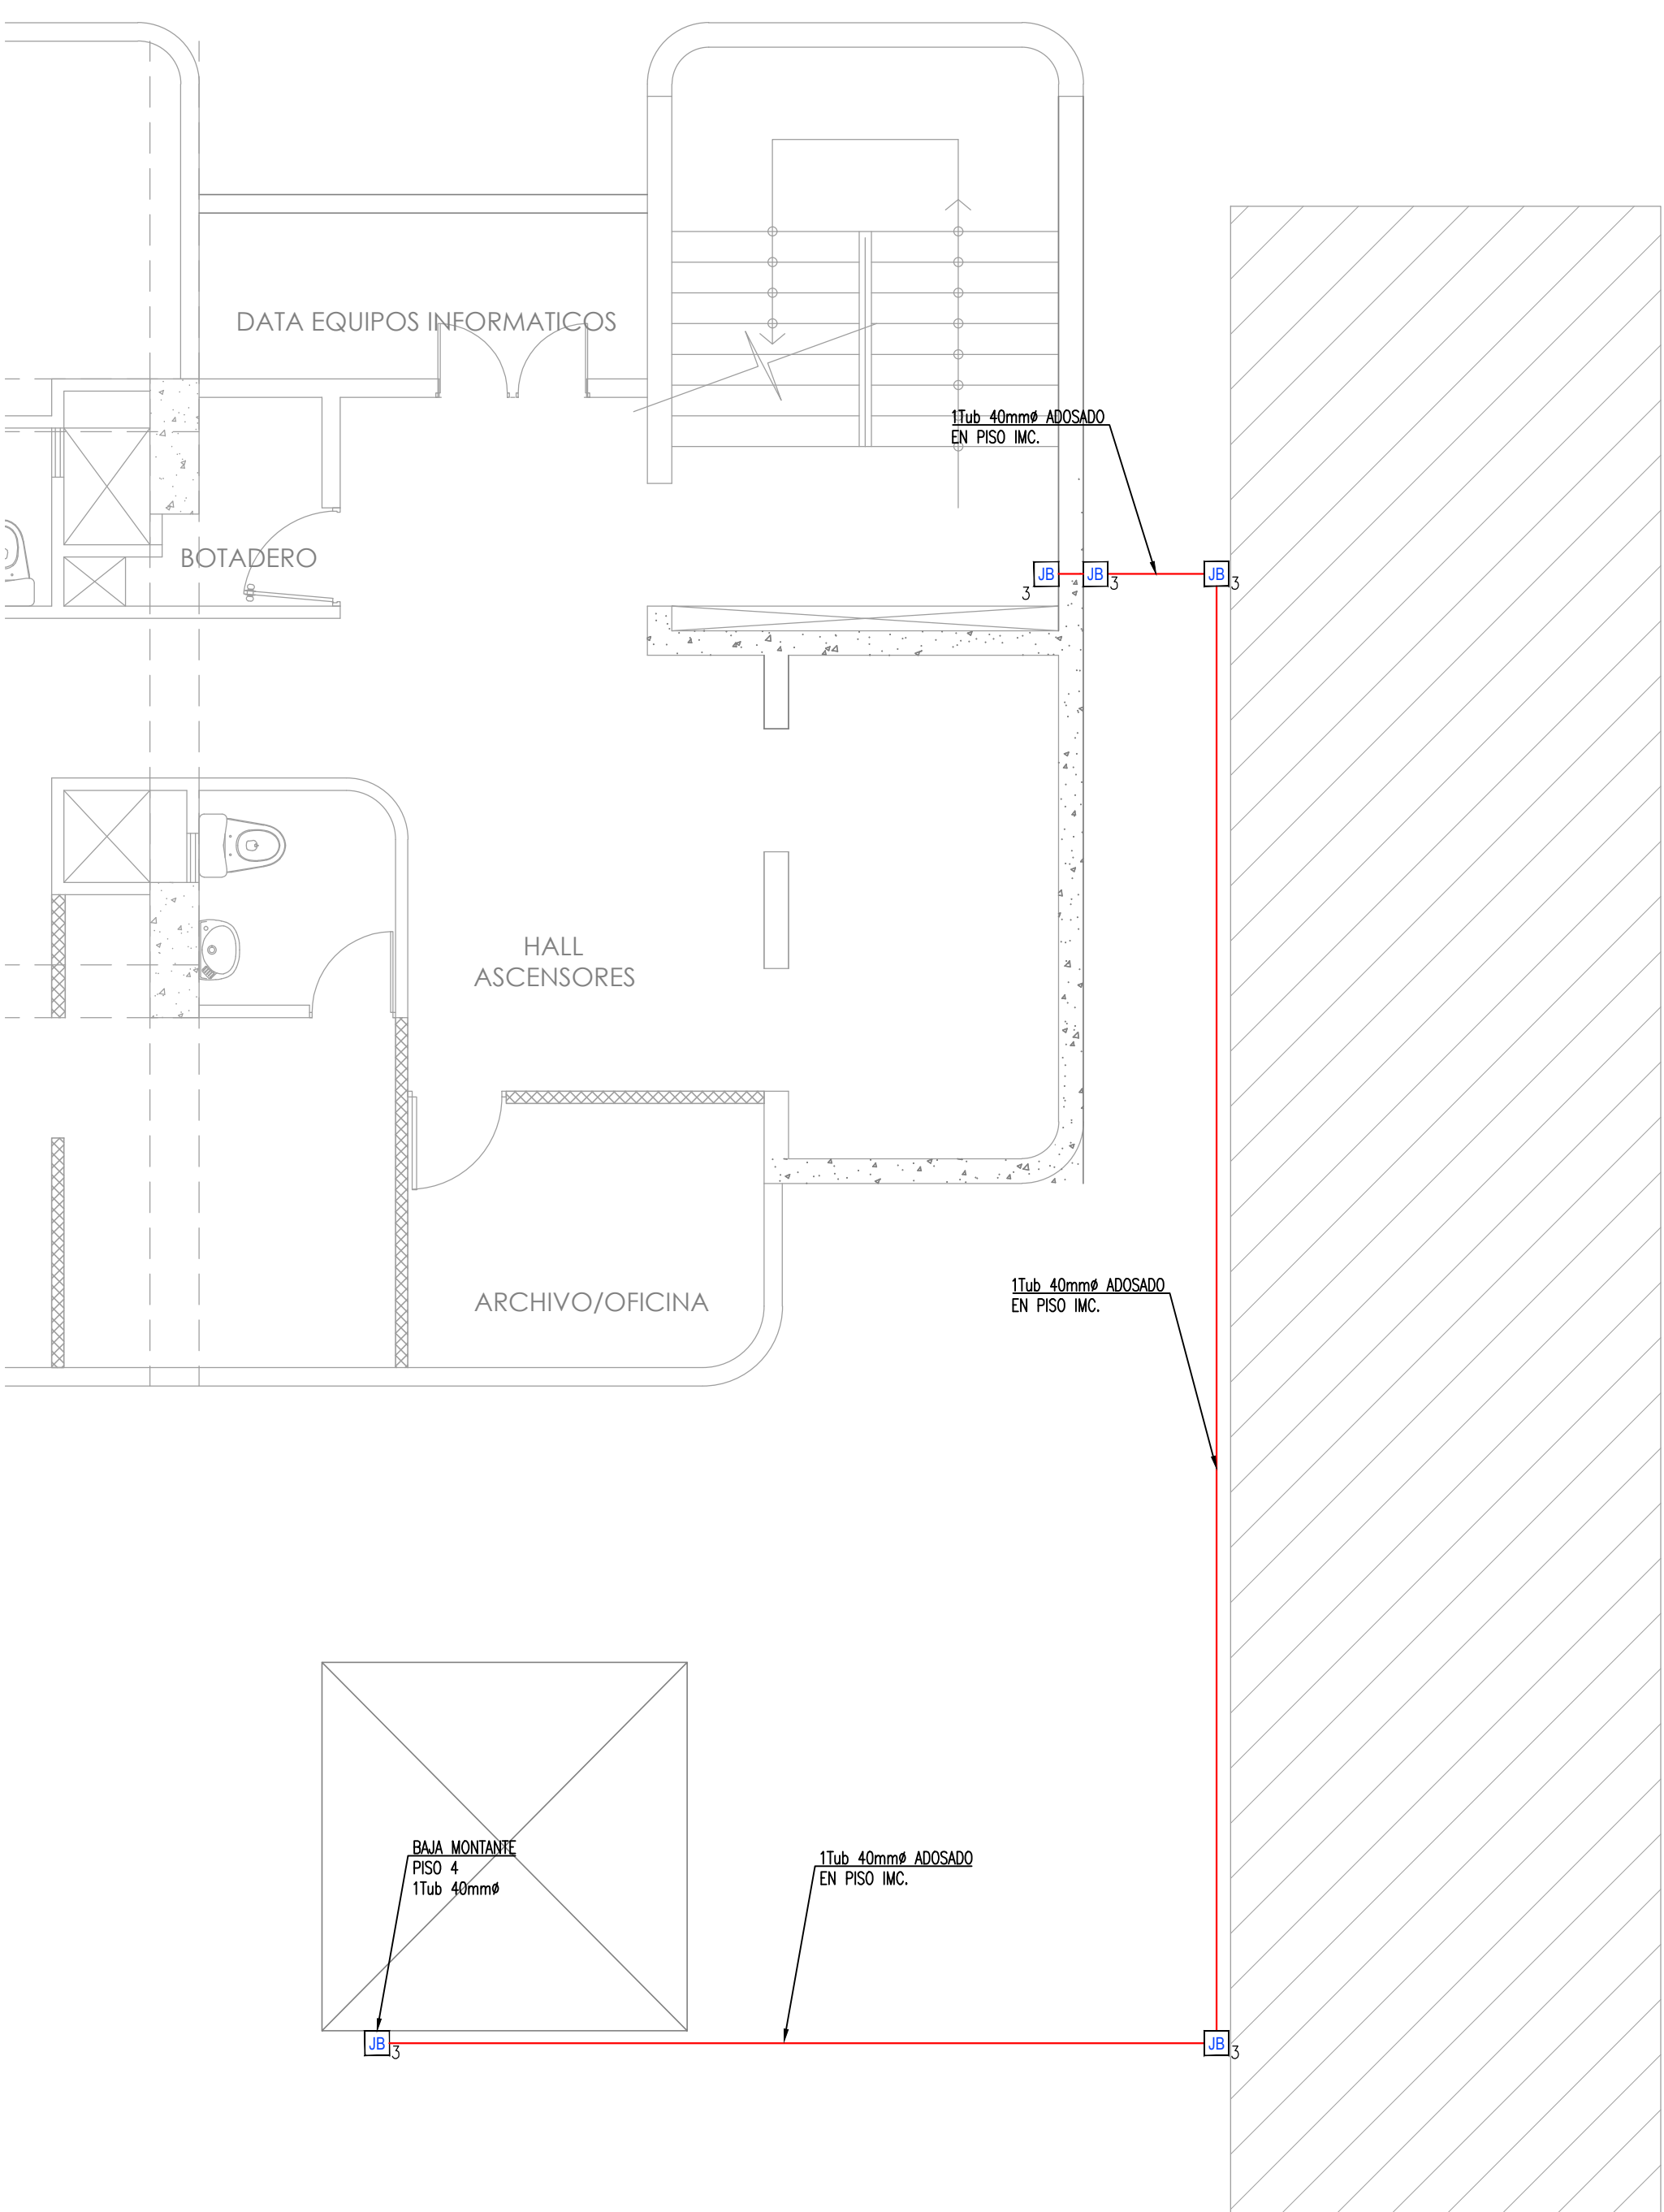 DATA EQUIPOS INFORMATICOS
1Tub 40mmø ADOSADO
EN PISO IMC.
BOTADERO
JB
3
JB
3
JB
3
HALL
ASCENSORES
1Tub 40mmø ADOSADO
EN PISO IMC.
ARCHIVO/OFICINA
BAJA MONTANTE
PISO 4
1Tub 40mmø
1Tub 40mmø ADOSADO
EN PISO IMC.
JB
3
JB
3